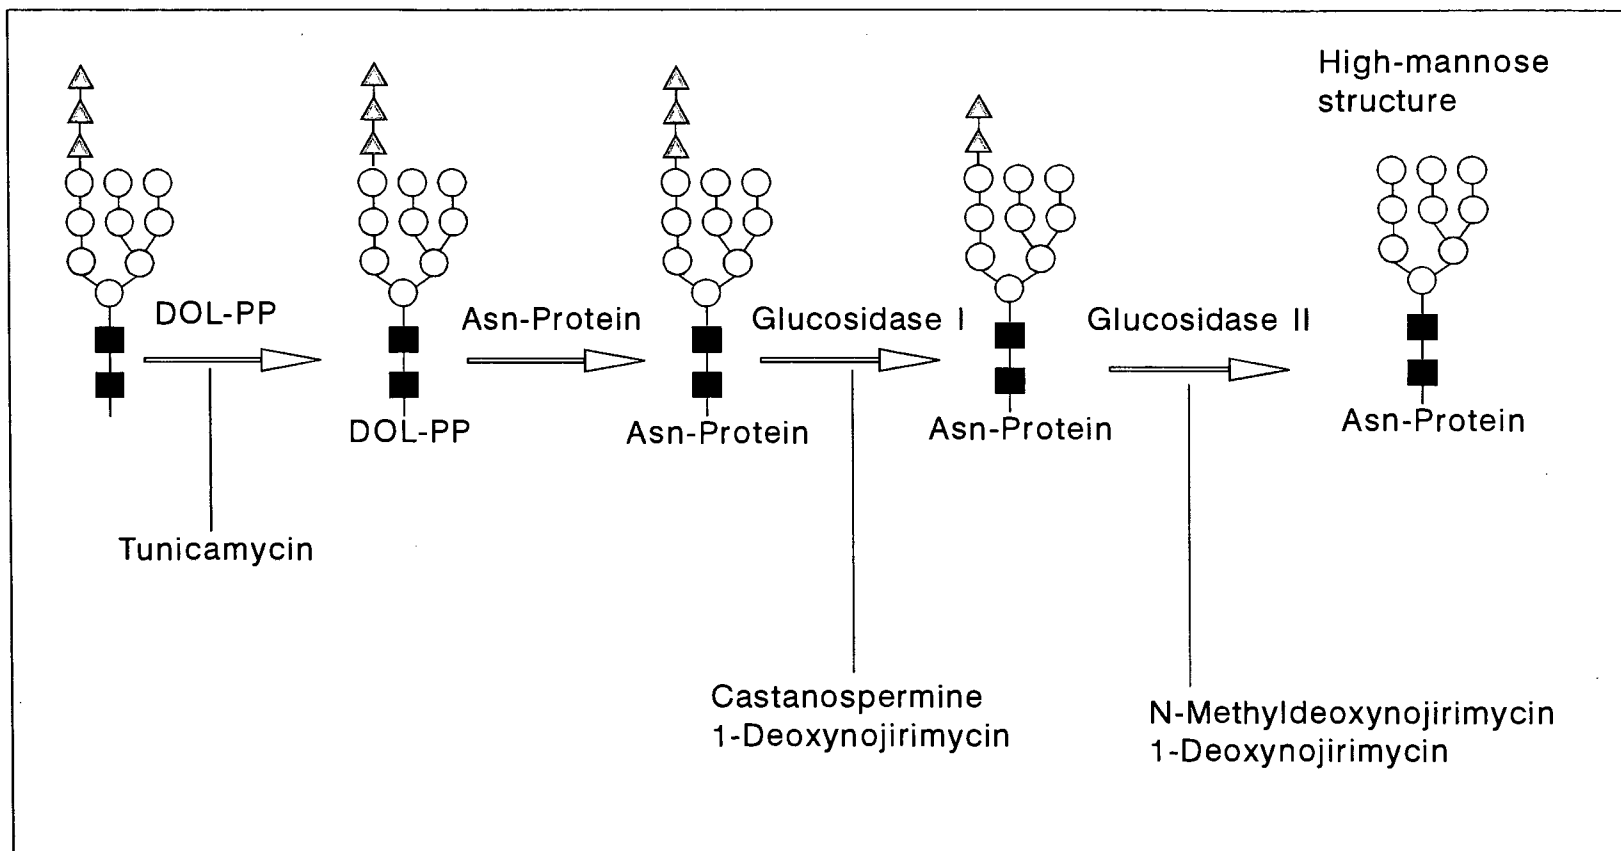 High-mannose
structure
DOL-PP
Asn-Protein
Glucosidase I
Glucosidase II
DOL-PP
Asn-Protein
Asn-Protein
Asn-Protein
Tunicamycin
Castanospermine
1-Deoxynojirimycin
N-Methyldeoxynojirimycin
1-Deoxynojirimycin